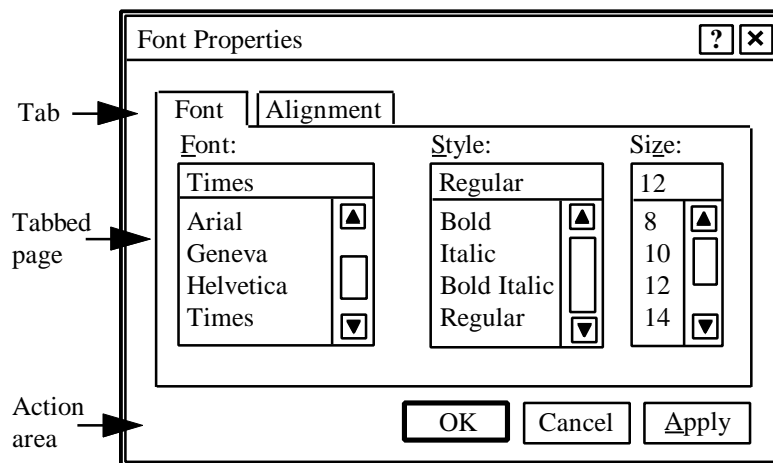 Font Properties ? ×
Tab
Font Alignment
Font: Style: Size:
Times Regular 12
Tabbed
page
Arial Bold 8
Geneva Italic 10
Helvetica Bold Italic 12
Times Regular 14
Action
area
OK Cancel Apply